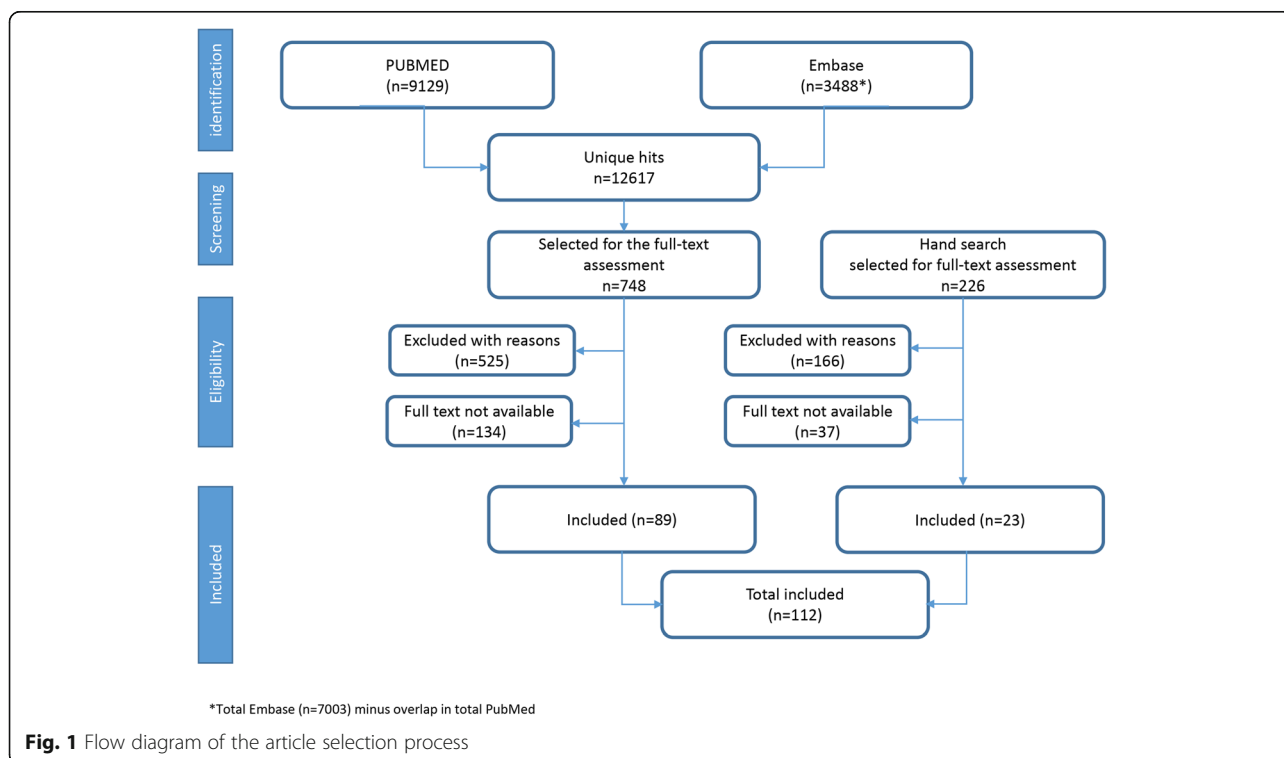 identification
PUBMED
(n=9129)
Embase
(n=3488*)
Unique hits
n=12617
Screening
Selected for the full-text
assessment
n=748
Hand search
selected for full-text assessment
n=226
Eligibility
Excluded with reasons
(n=525)
Excluded with reasons
(n=166)
Full text not available
(n=134)
Full text not available
(n=37)
Included
Included (n=89)
Included (n=23)
Total included
(n=112)
*Total Embase (n=7003) minus overlap in total PubMed
Fig. 1 Flow diagram of the article selection process